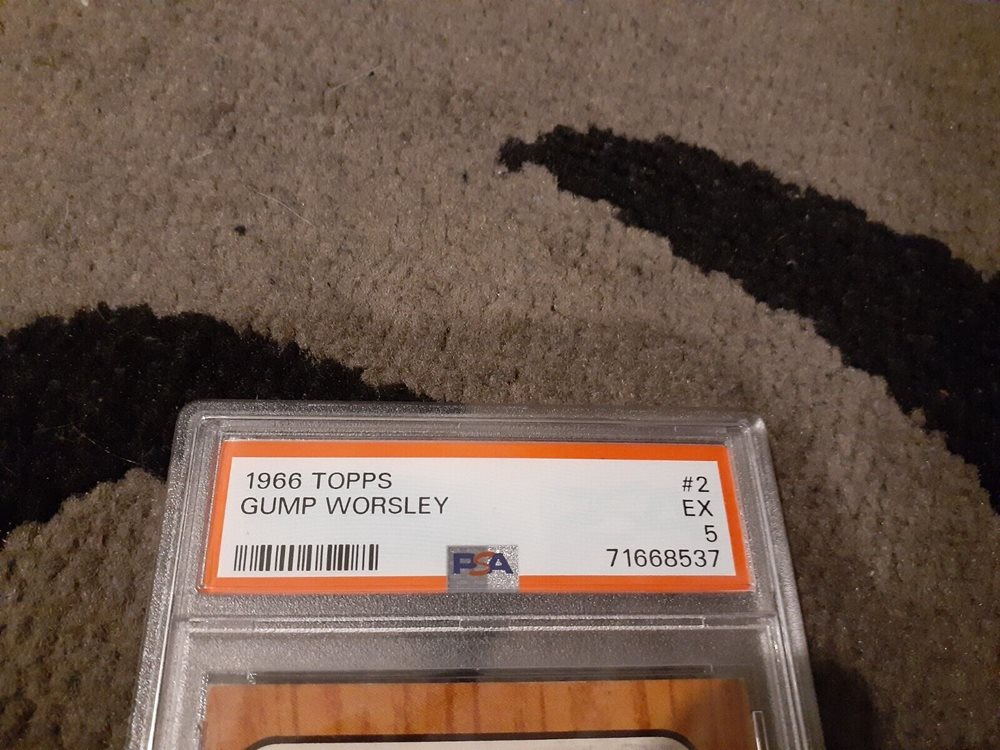 1966 TOPPS
GUMP WORSLEY
#2
EX
5
71668537
PSA